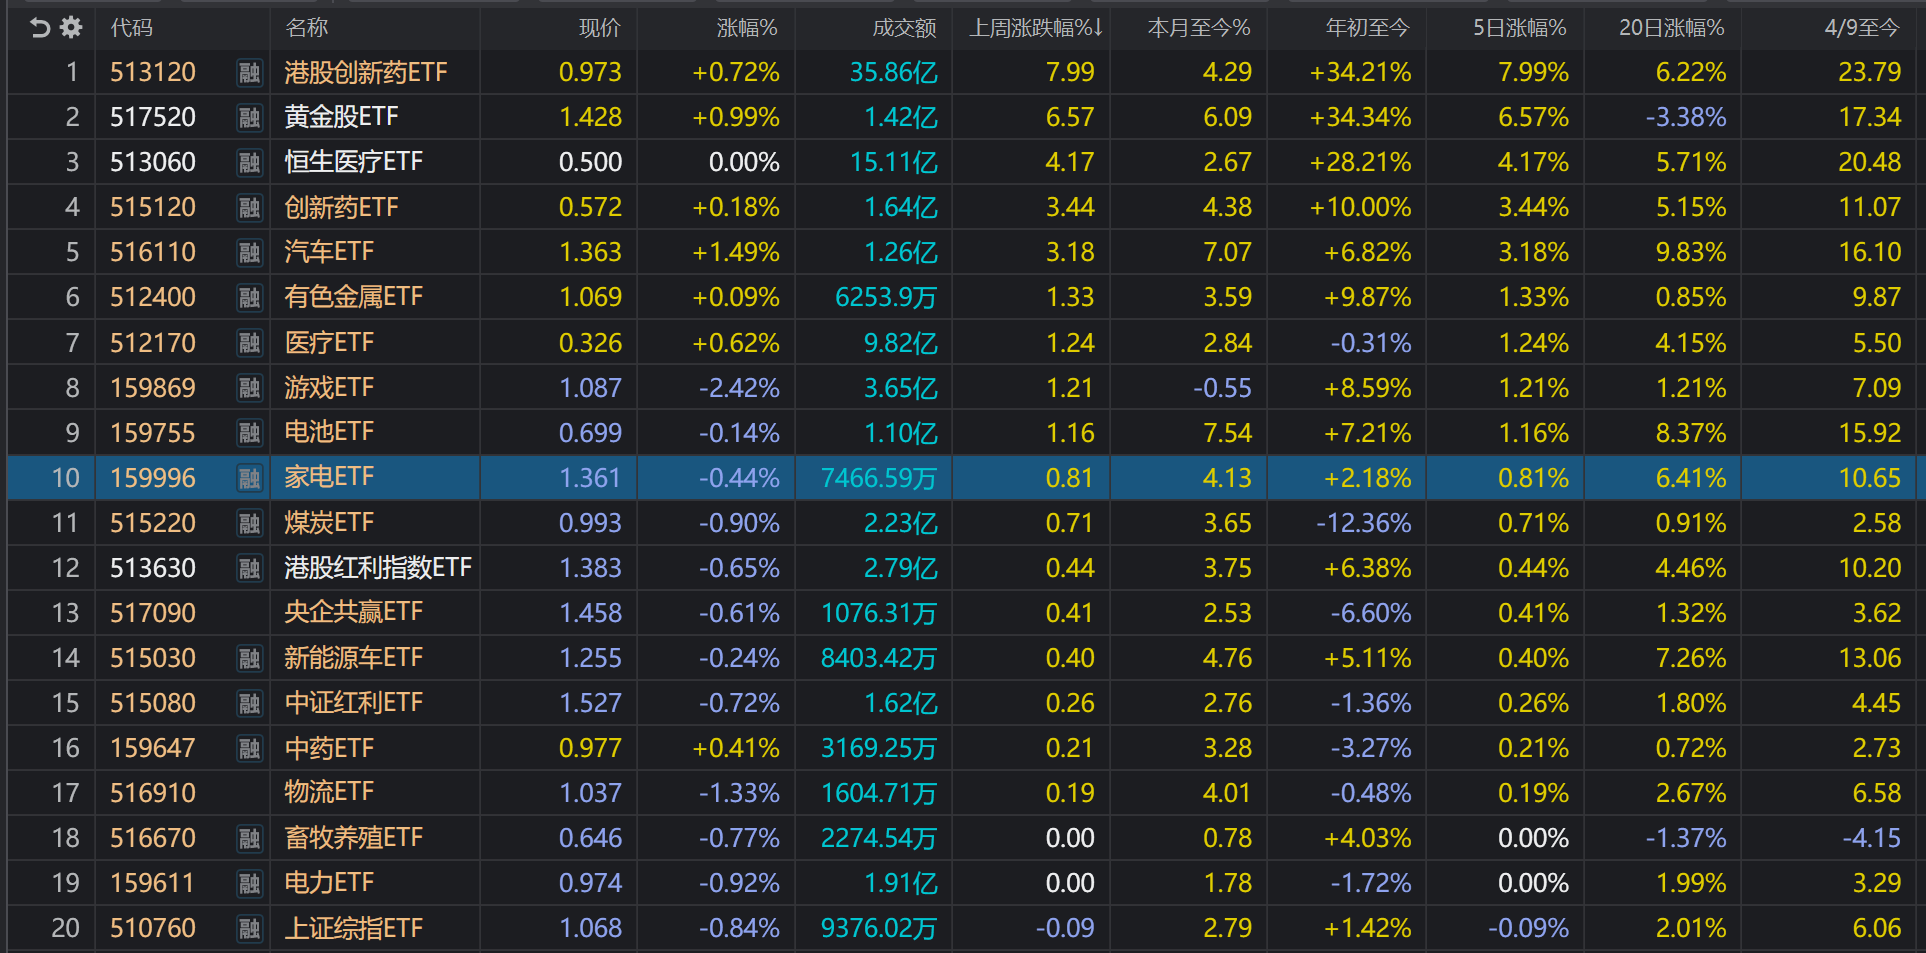 代码 名称 现价 涨幅% 成交额 上周涨跌幅%↓ 本月至今% 年初至今 5日涨幅% 20日涨幅% 4/9至今
1 513120 融 港股创新药ETF 0.973 +0.72% 35.86亿 7.99 4.29 +34.21% 7.99% 6.22% 23.79
2 517520 融 黄金股ETF 1.428 +0.99% 1.42亿 6.57 6.09 +34.34% 6.57% -3.38% 17.34
3 513060 融 恒生医疗ETF 0.500 0.00% 15.11亿 4.17 2.67 +28.21% 4.17% 5.71% 20.48
4 515120 融 创新药ETF 0.572 +0.18% 1.64亿 3.44 4.38 +10.00% 3.44% 5.15% 11.07
5 516110 融 汽车ETF 1.363 +1.49% 1.26亿 3.18 7.07 +6.82% 3.18% 9.83% 16.10
6 512400 融 有色金属ETF 1.069 +0.09% 6253.9万 1.33 3.59 +9.87% 1.33% 0.85% 9.87
7 512170 融 医疗ETF 0.326 +0.62% 9.82亿 1.24 2.84 -0.31% 1.24% 4.15% 5.50
8 159869 融 游戏ETF 1.087 -2.42% 3.65亿 1.21 -0.55 +8.59% 1.21% 1.21% 7.09
9 159755 融 电池ETF 0.699 -0.14% 1.10亿 1.16 7.54 +7.21% 1.16% 8.37% 15.92
10 159996 融 家电ETF 1.361 -0.44% 7466.59万 0.81 4.13 +2.18% 0.81% 6.41% 10.65
11 515220 融 煤炭ETF 0.993 -0.90% 2.23亿 0.71 3.65 -12.36% 0.71% 0.91% 2.58
12 513630 融 港股红利指数ETF 1.383 -0.65% 2.79亿 0.44 3.75 +6.38% 0.44% 4.46% 10.20
13 517090 央企共赢ETF 1.458 -0.61% 1076.31万 0.41 2.53 -6.60% 0.41% 1.32% 3.62
14 515030 融 新能源车ETF 1.255 -0.24% 8403.42万 0.40 4.76 +5.11% 0.40% 7.26% 13.06
15 515080 融 中证红利ETF 1.527 -0.72% 1.62亿 0.26 2.76 -1.36% 0.26% 1.80% 4.45
16 159647 融 中药ETF 0.977 +0.41% 3169.25万 0.21 3.28 -3.27% 0.21% 0.72% 2.73
17 516910 物流ETF 1.037 -1.33% 1604.71万 0.19 4.01 -0.48% 0.19% 2.67% 6.58
18 516670 融 畜牧养殖ETF 0.646 -0.77% 2274.54万 0.00 0.78 +4.03% 0.00% -1.37% -4.15
19 159611 融 电力ETF 0.974 -0.92% 1.91亿 0.00 1.78 -1.72% 0.00% 1.99% 3.29
20 510760 融 上证综指ETF 1.068 -0.84% 9376.02万 -0.09 2.79 +1.42% -0.09% 2.01% 6.06